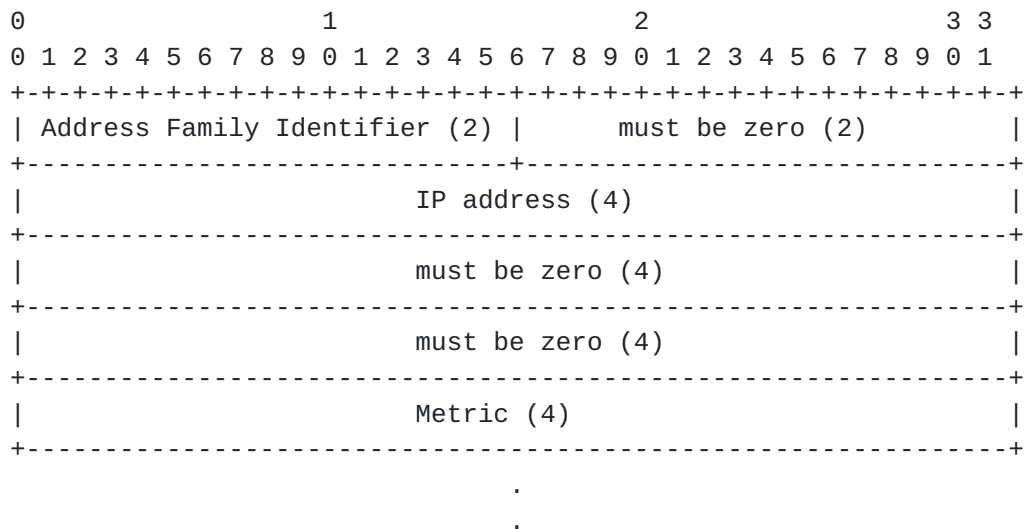 0                   1                   2                   3 3
0 1 2 3 4 5 6 7 8 9 0 1 2 3 4 5 6 7 8 9 0 1 2 3 4 5 6 7 8 9 0 1
+-+-+-+-+-+-+-+-+-+-+-+-+-+-+-+-+-+-+-+-+-+-+-+-+-+-+-+-+-+-+-+-+
| Address Family Identifier (2) |      must be zero (2)         |
+-------------------------------+-------------------------------+
|                         IP address (4)                        |
+---------------------------------------------------------------+
|                         must be zero (4)                      |
+---------------------------------------------------------------+
|                         must be zero (4)                      |
+---------------------------------------------------------------+
|                         Metric (4)                            |
+---------------------------------------------------------------+
                                .
                                .